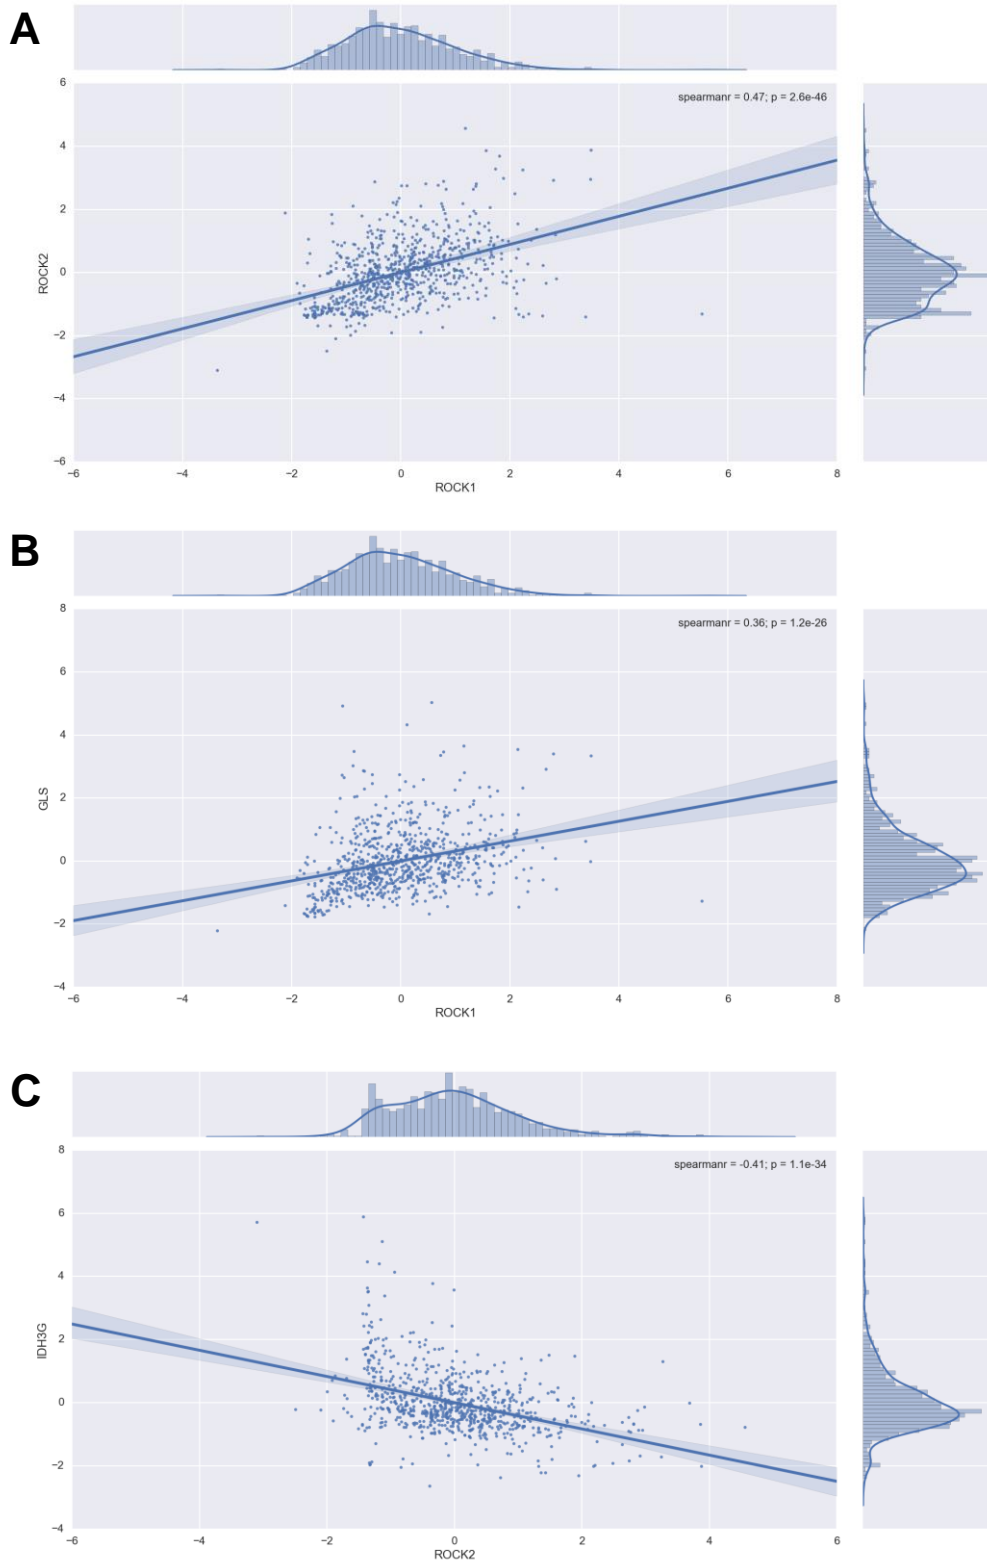 A
spearmanr = 0.47; p = 2.6e-46
6
4
2
0
−2
−4
−6
ROCK2
−6 −4 −2 0 2 4 6 8
ROCK1
B
spearmanr = 0.36; p = 1.2e-26
8
6
4
2
0
−2
−4
GLS
−6 −4 −2 0 2 4 6 8
ROCK1
C
spearmanr = -0.41; p = 1.1e-34
8
6
4
2
0
−2
−4
IDH3G
−6 −4 −2 0 2 4 6
ROCK2